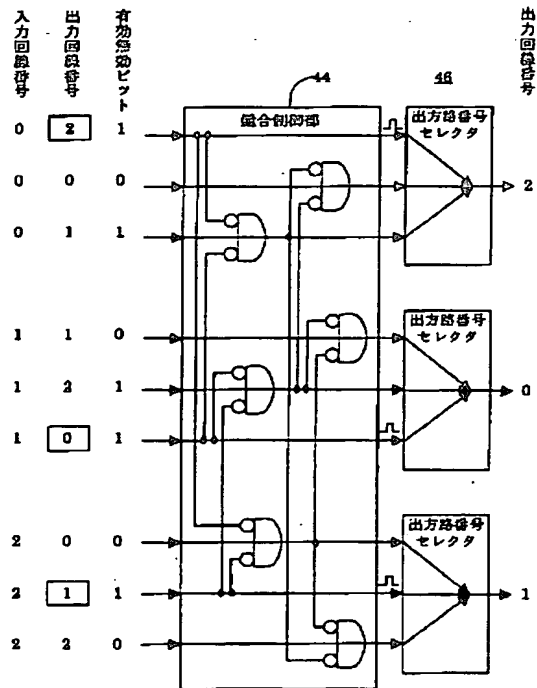 入力回線番号
出力回線番号
有効無効ビット
44
46
出力回線番号
競合制御部
出方路番号
セレクタ
0 2 1
0 0 0
2
0 1 1
出方路番号
セレクタ
1 1 0
1 2 1
0
1 0 1
出方路番号
セレクタ
2 0 0
2 1 1
1
2 2 0